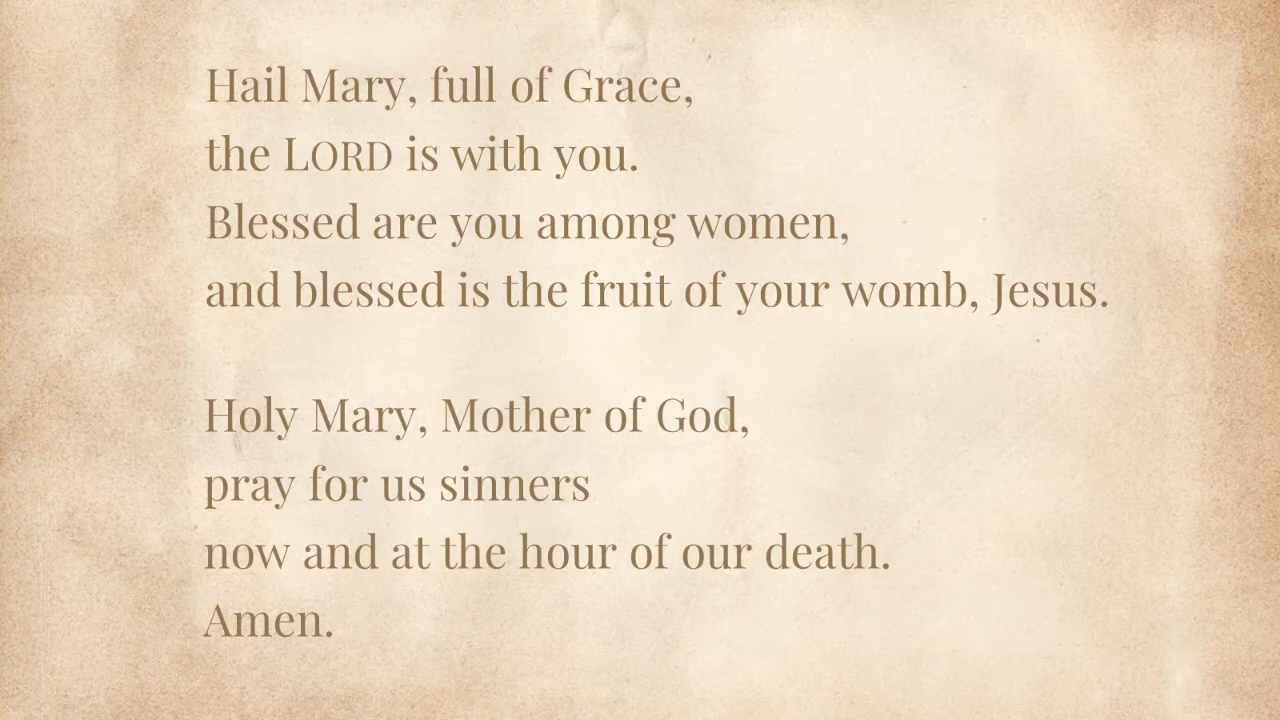 Hail Mary, full of Grace,
the LORD is with you.
Blessed are you among women,
and blessed is the fruit of your womb, Jesus.
Holy Mary, Mother of God,
pray for us sinners
now and at the hour of our death.
Amen.